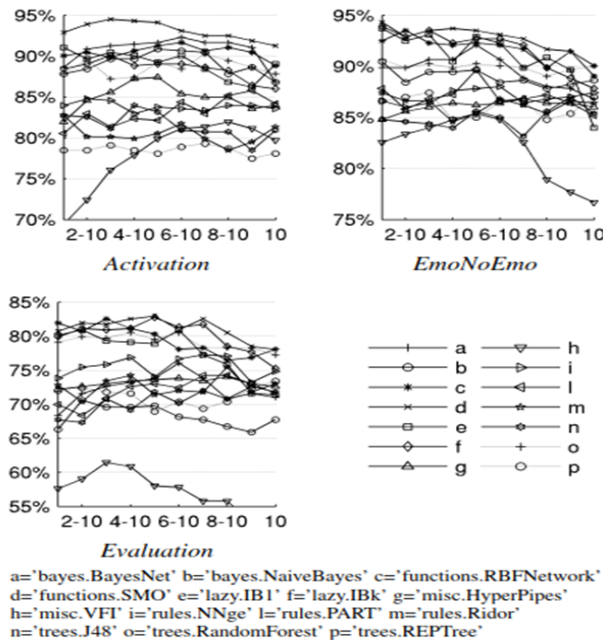 95%
90%
85%
80%
75%
70%
2-10 4-10 6-10 8-10 10
Activation
95%
90%
85%
80%
75%
2-10 4-10 6-10 8-10 10
EmoNoEmo
85%
80%
75%
70%
65%
60%
55%
2-10 4-10 6-10 8-10 10
Evaluation
a h
b i
c l
d m
e n
f o
g p
a='bayes.BayesNet' b='bayes.NaiveBayes' c='functions.RBFNetwork'
d='functions.SMO' e='lazy.IB1' f='lazy.IBk' g='misc.HyperPipes'
h='misc.VFI' i='rules.NNge' l='rules.PART' m='rules.Ridor'
n='trees.J48' o='trees.RandomForest' p='trees.REPTree'